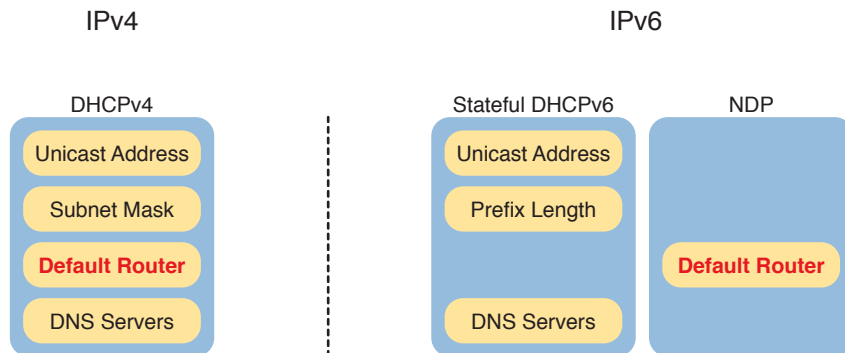 IPv4
IPv6
DHCPv4
Unicast Address
Subnet Mask
Default Router
DNS Servers
Stateful DHCPv6
Unicast Address
Prefix Length
DNS Servers
NDP
Default Router